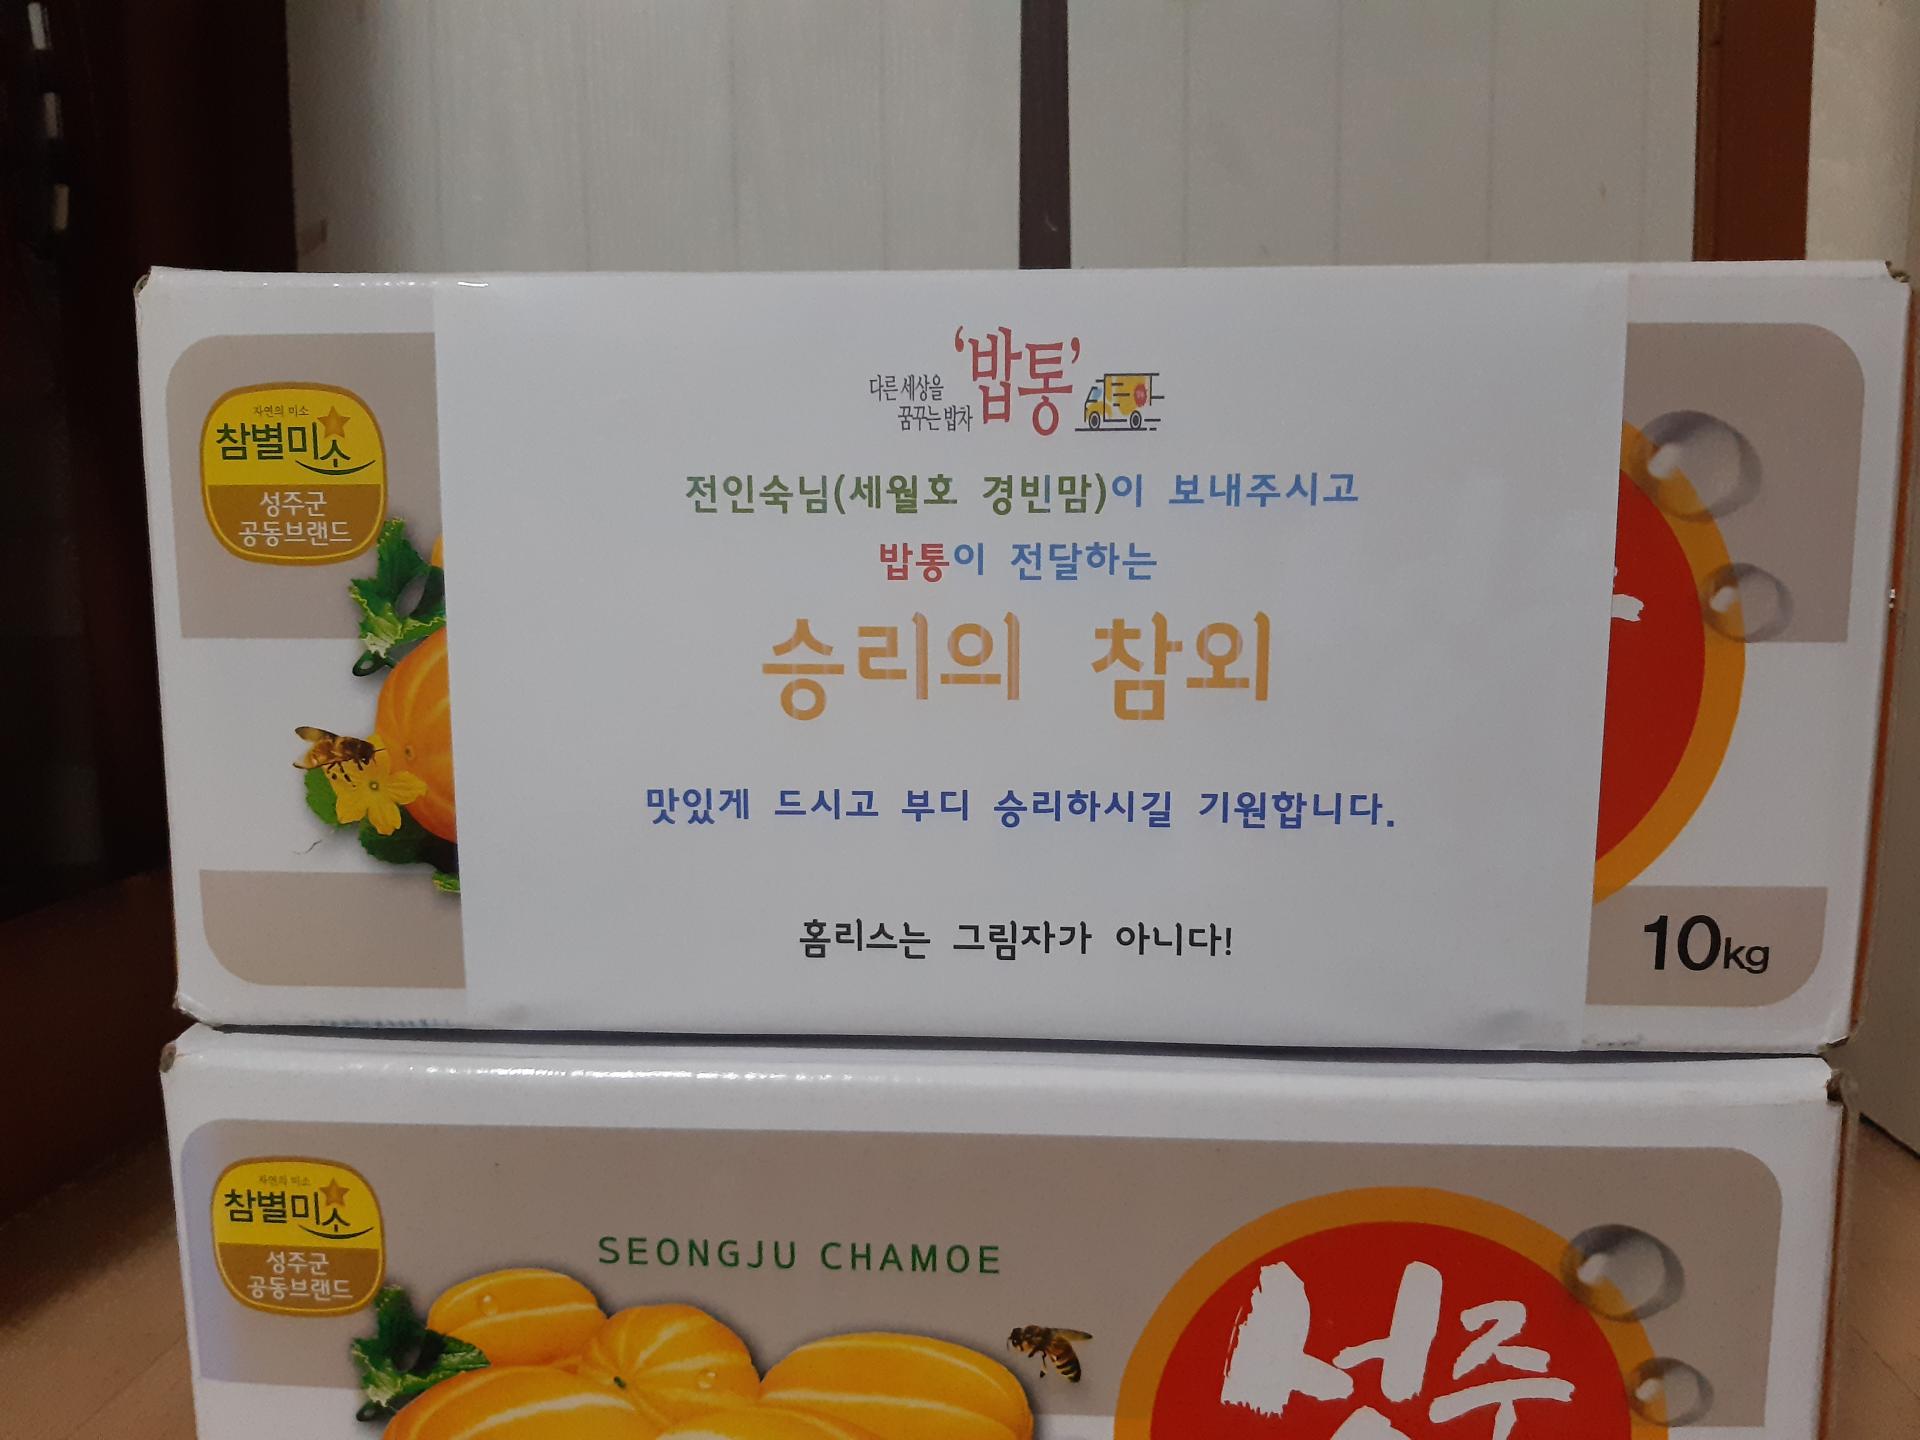 다른 세상을
꿈꾸는 밥차
'밥통'
전인숙님(세월호 경빈맘)이 보내주시고
밥통이 전달하는
승리의 참외
맛있게 드시고 부디 승리하시길 기원합니다.
홈리스는 그림자가 아니다!
자연의 미소
참별미소
성주군
공동브랜드
10kg
자연의 미소
참별미소
성주군
공동브랜드
SEONGJU CHAMOE
성주